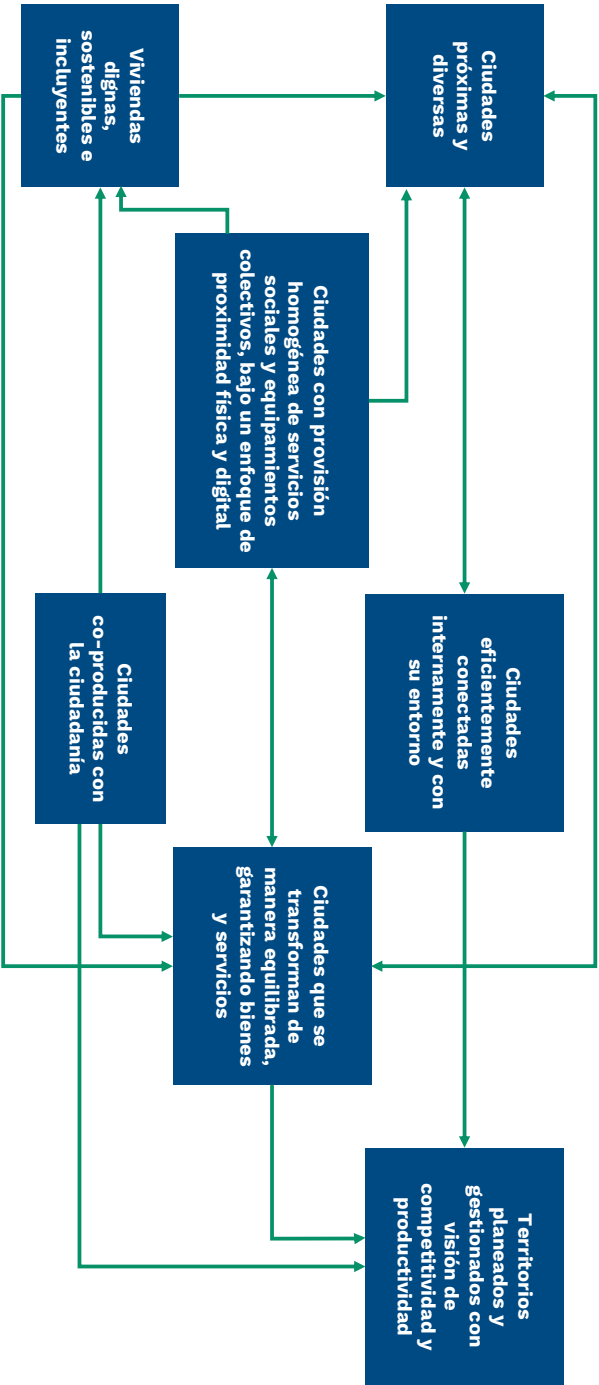 Ciudades
próximas y
diversas
Ciudades
eficientemente
conectadas
internamente y con
su entorno
Territorios
planeados y
gestionados con
visión de
competitividad y
productividad
Ciudades con provisión
homogénea de servicios
sociales y equipamientos
colectivos, bajo un enfoque de
proximidad física y digital
Ciudades que se
transforman de
manera equilibrada,
garantizando bienes
y servicios
Viviendas
dignas,
sostenibles e
incluyentes
Ciudades
co-producidas con
la ciudadanía